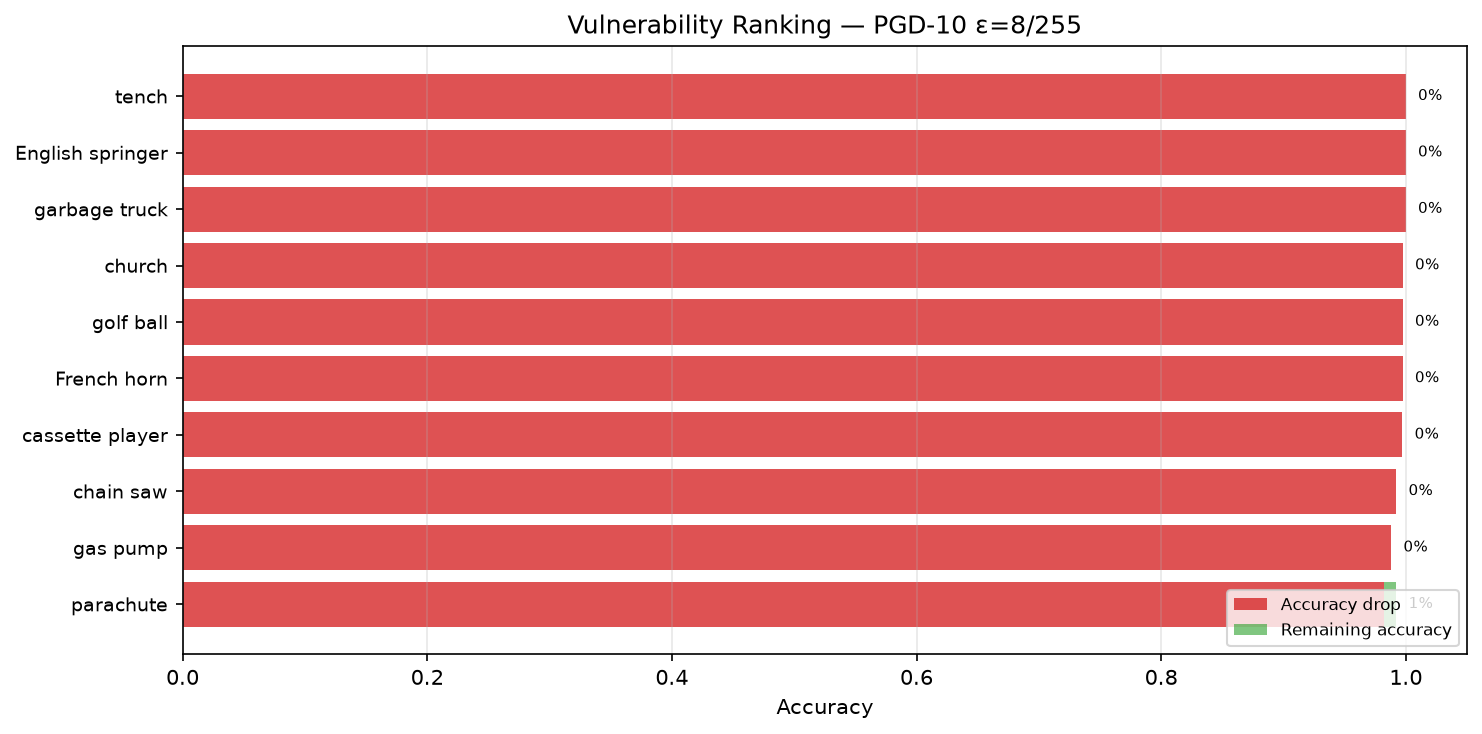 Vulnerability Ranking — PGD-10 ε=8/255
tench 0%
English springer 0%
garbage truck 0%
church 0%
golf ball 0%
French horn 0%
cassette player 0%
chain saw 0%
gas pump 0%
parachute 1%
Accuracy drop
Remaining accuracy
0.0 0.2 0.4 0.6 0.8 1.0
Accuracy